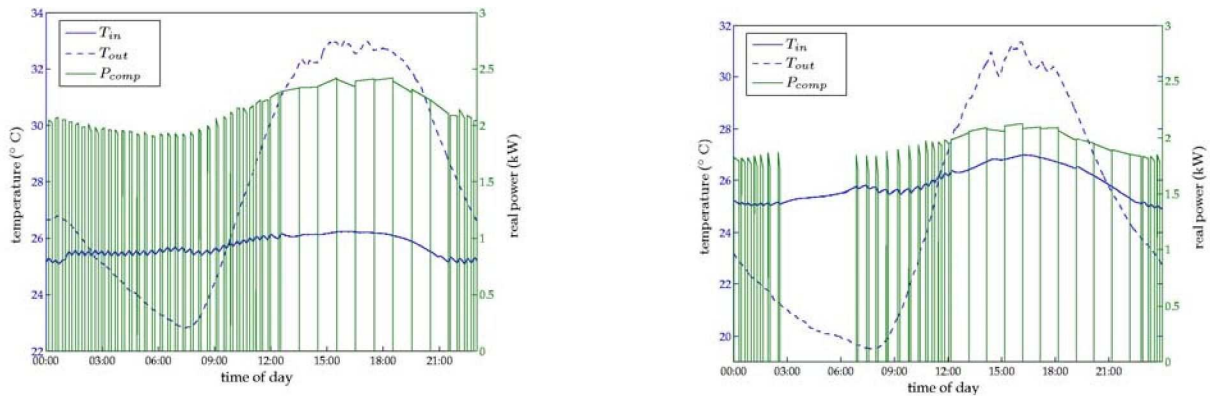 34
32
30
28
26
24
22
temperature (° C)
3
2.5
2
1.5
1
0.5
0
real power (kW)
T_in
T_out
P_comp
00:00 03:00 06:00 09:00 12:00 15:00 18:00 21:00
time of day
32
30
28
26
24
22
20
temperature (° C)
3
2.5
2
1.5
1
0.5
0
real power (kW)
T_in
T_out
P_comp
00:00 03:00 06:00 09:00 12:00 15:00 18:00 21:00
time of day